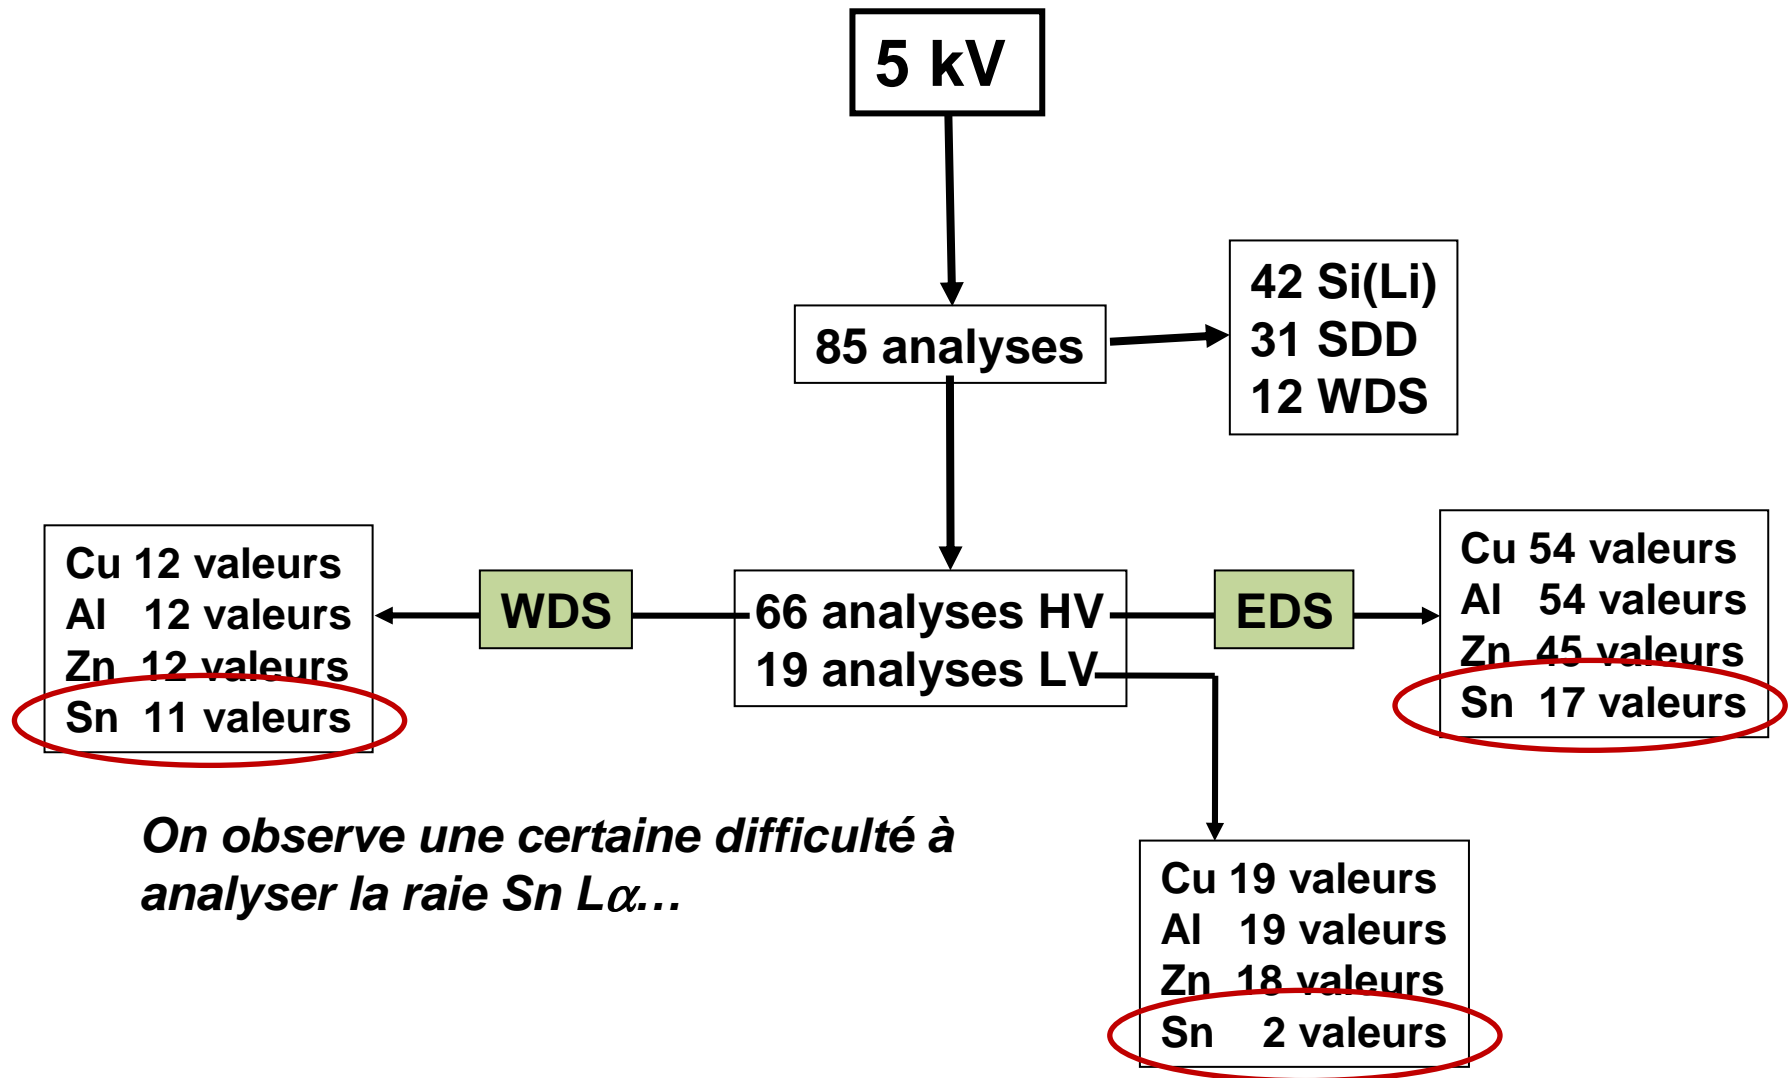 5 kV
85 analyses
42 Si(Li)
31 SDD
12 WDS
Cu 12 valeurs
Al 12 valeurs
Zn 12 valeurs
Sn 11 valeurs
WDS
66 analyses HV
19 analyses LV
EDS
Cu 54 valeurs
Al 54 valeurs
Zn 45 valeurs
Sn 17 valeurs
On observe une certaine difficulté à
analyser la raie Sn Lα...
Cu 19 valeurs
Al 19 valeurs
Zn 18 valeurs
Sn 2 valeurs